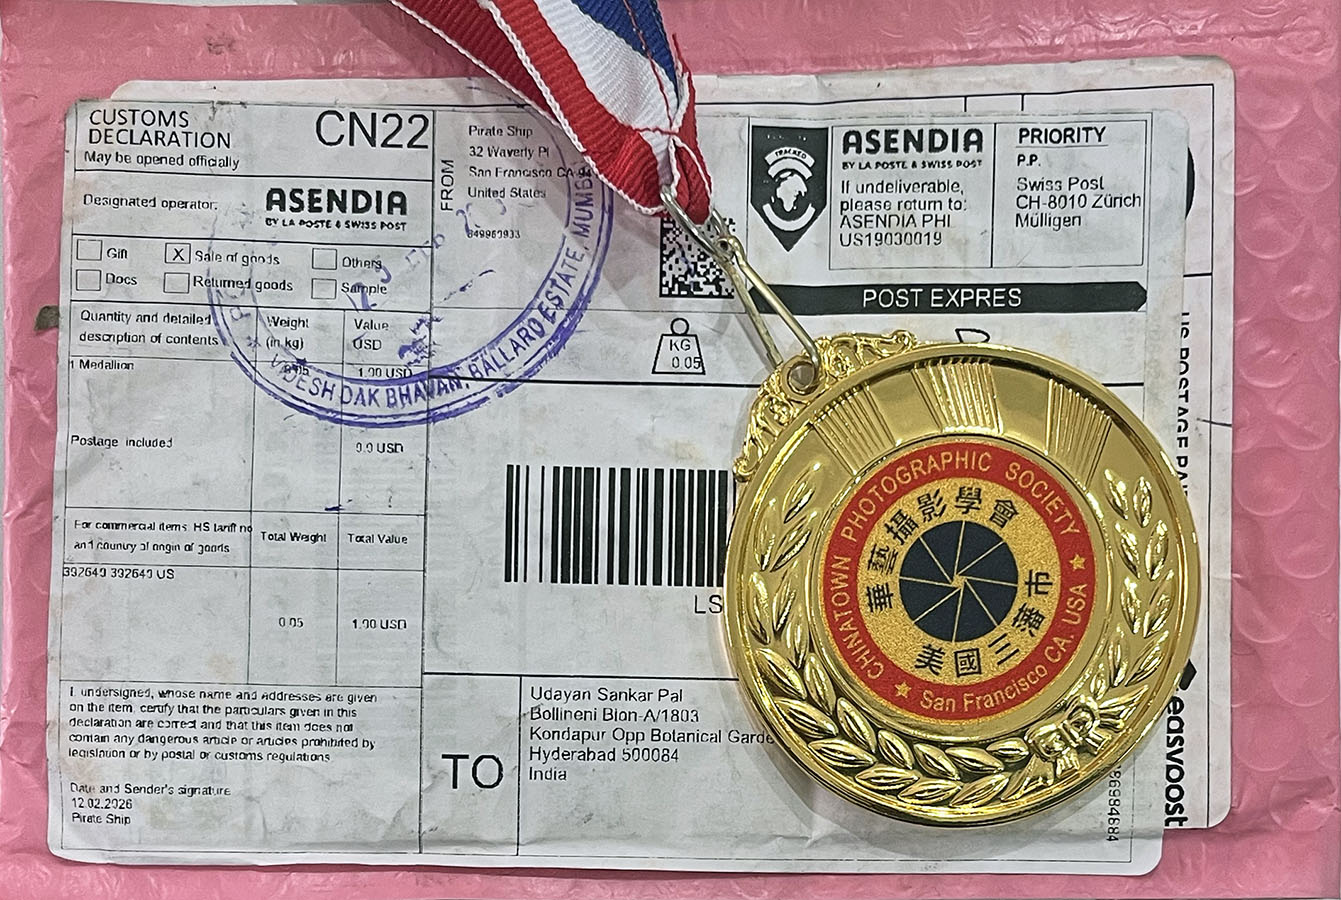 CUSTOMS
DECLARATION
May be opened officially
CN22
Designated operator:
ASENDIA
BY LA POSTE & SWISS POST
Gift
X Sale of goods
Others
Docs
Returned goods
Sample
Quantity and detailed
description of contents
Weight
(in kg)
Value
USD
1 Medallion
0.05
1.00 USD
Postage included
0.0 USD
For commercial items, HS tariff no
and country of origin of goods
Total Weight
Total Value
392640 392640 US
0.05
1.00 USD
I, undersigned, whose name and addresses are given
on the item, certify that the particulars given in this
declaration are correct and that this item does not
contain any dangerous article or articles prohibited by
legislation or by postal or customs regulations
Date and Sender's signature
12.02.2026
Pirate Ship
FROM
Pirate Ship
32 Waverly Pl
San Francisco CA 94
United States
VIDESH DAK BHAVAN, BALLARD ESTATE, MUMB
ASENDIA
BY LA POSTE & SWISS POST
TRACKED
If undeliverable,
please return to:
ASENDIA PHI
US19030019
PRIORITY
P.P.
Swiss Post
CH-8010 Zürich
Mülligen
POST EXPRES
KG
0.05
LS
TO
Udayan Sankar Pal
Bollineni Bion-A/1803
Kondapur Opp Botanical Garde
Hyderabad 500084
India
CHINATOWN PHOTOGRAPHIC SOCIETY
華藝攝影學會
美國三藩市
San Francisco CA. USA
US POSTAGE PAI
easypost